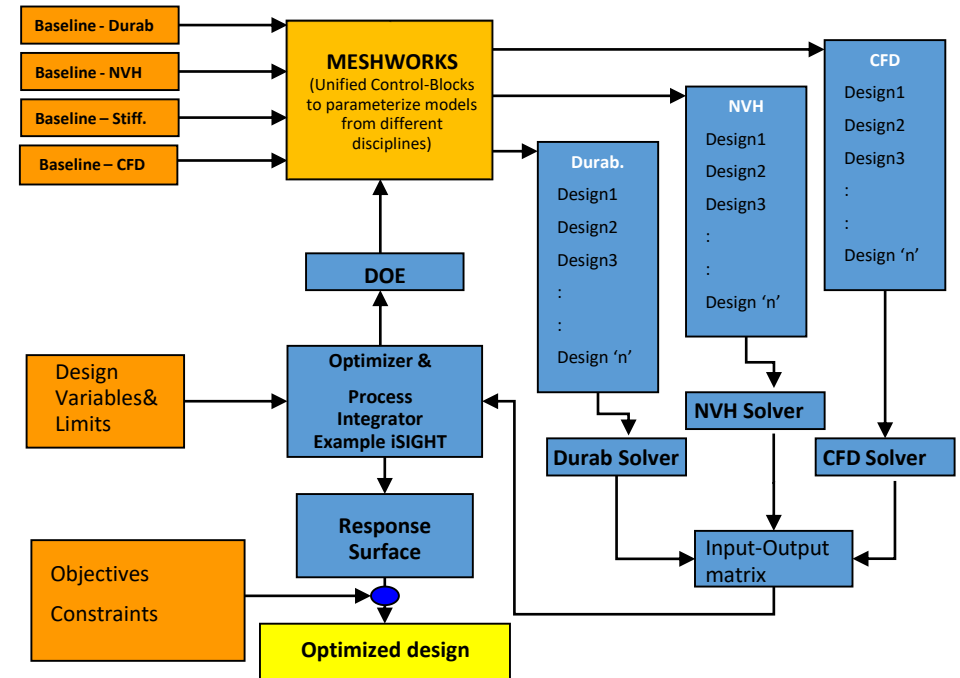 Baseline - Durab
Baseline - NVH
Baseline – Stiff.
Baseline – CFD
MESHWORKS
(Unified Control-Blocks
to parameterize models
from different
disciplines)
CFD
Design1
Design2
Design3
:
:
Design ‘n’
NVH
Design1
Design2
Design3
:
:
Design ‘n’
Durab.
Design1
Design2
Design3
:
:
Design ‘n’
DOE
Design
Variables&
Limits
Optimizer &
Process
Integrator
Example iSIGHT
NVH Solver
Durab Solver
CFD Solver
Response
Surface
Input-Output
matrix
Objectives
Constraints
Optimized design